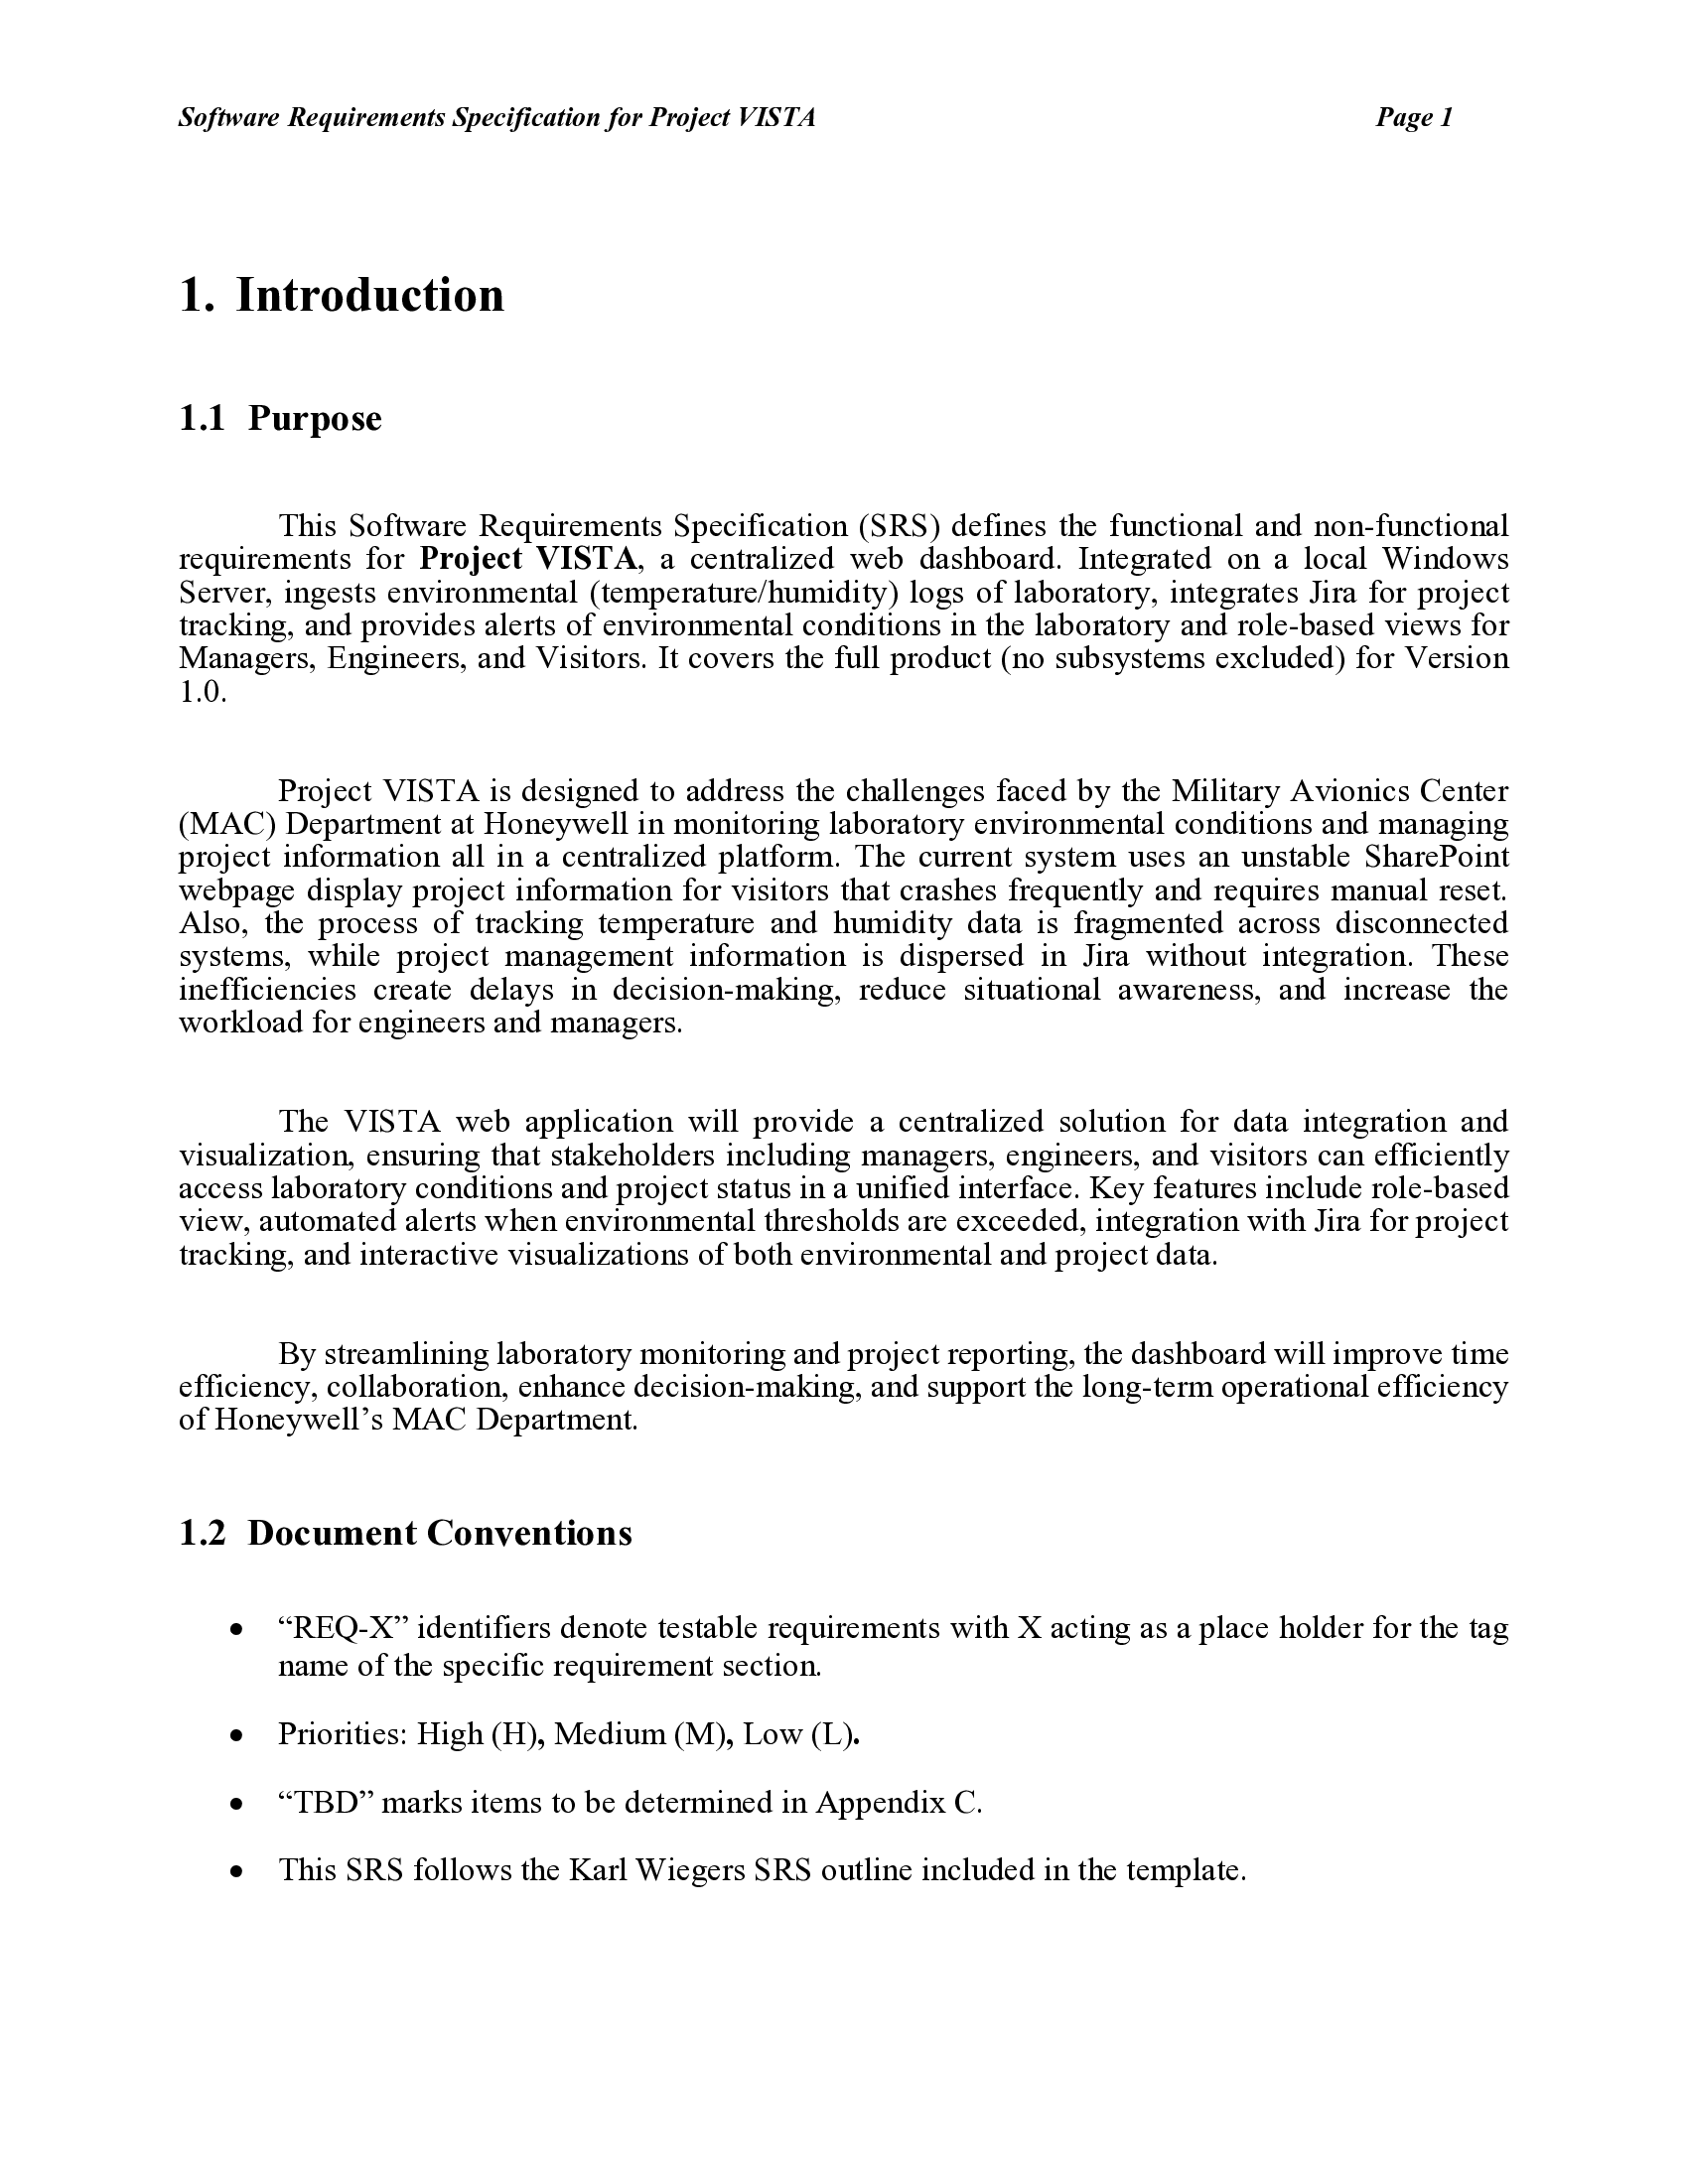 Software Requirements Specification for Project VISTA Page 1
1. Introduction
1.1 Purpose
This Software Requirements Specification (SRS) defines the functional and non-functional
requirements for Project VISTA, a centralized web dashboard. Integrated on a local Windows
Server, ingests environmental (temperature/humidity) logs of laboratory, integrates Jira for project
tracking, and provides alerts of environmental conditions in the laboratory and role-based views for
Managers, Engineers, and Visitors. It covers the full product (no subsystems excluded) for Version
1.0.
Project VISTA is designed to address the challenges faced by the Military Avionics Center
(MAC) Department at Honeywell in monitoring laboratory environmental conditions and managing
project information all in a centralized platform. The current system uses an unstable SharePoint
webpage display project information for visitors that crashes frequently and requires manual reset.
Also, the process of tracking temperature and humidity data is fragmented across disconnected
systems, while project management information is dispersed in Jira without integration. These
inefficiencies create delays in decision-making, reduce situational awareness, and increase the
workload for engineers and managers.
The VISTA web application will provide a centralized solution for data integration and
visualization, ensuring that stakeholders including managers, engineers, and visitors can efficiently
access laboratory conditions and project status in a unified interface. Key features include role-based
view, automated alerts when environmental thresholds are exceeded, integration with Jira for project
tracking, and interactive visualizations of both environmental and project data.
By streamlining laboratory monitoring and project reporting, the dashboard will improve time
efficiency, collaboration, enhance decision-making, and support the long-term operational efficiency
of Honeywell’s MAC Department.
1.2 Document Conventions
• “REQ-X” identifiers denote testable requirements with X acting as a place holder for the tag
name of the specific requirement section.
• Priorities: High (H), Medium (M), Low (L).
• “TBD” marks items to be determined in Appendix C.
• This SRS follows the Karl Wiegers SRS outline included in the template.